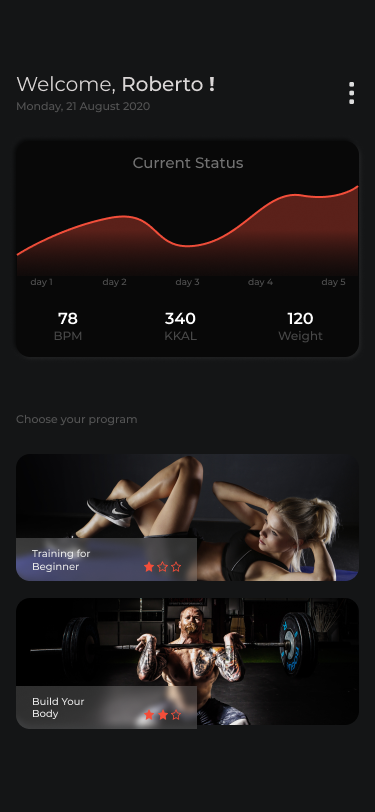 Welcome, Roberto !
Monday, 21 August 2020
Current Status
day 1 day 2 day 3 day 4 day 5
78 340 120
BPM KKAL Weight
Choose your program
Training for
Beginner
Build Your
Body